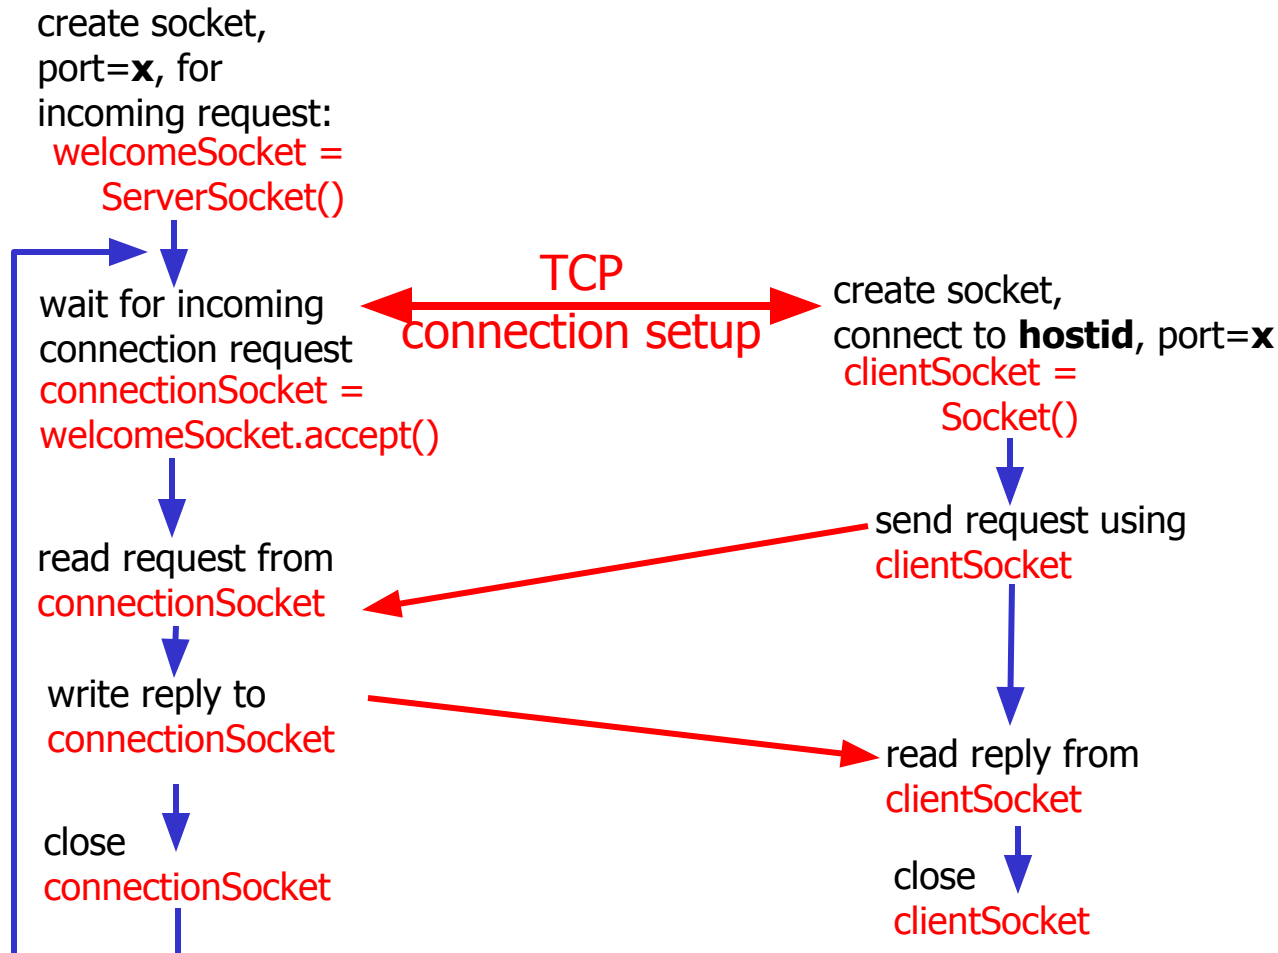 create socket,
port=x, for
incoming request:
welcomeSocket =
ServerSocket()
wait for incoming
connection request
connectionSocket =
welcomeSocket.accept()
TCP
connection setup
create socket,
connect to hostid, port=x
clientSocket =
Socket()
send request using
clientSocket
read request from
connectionSocket
write reply to
connectionSocket
read reply from
clientSocket
close
connectionSocket
close
clientSocket